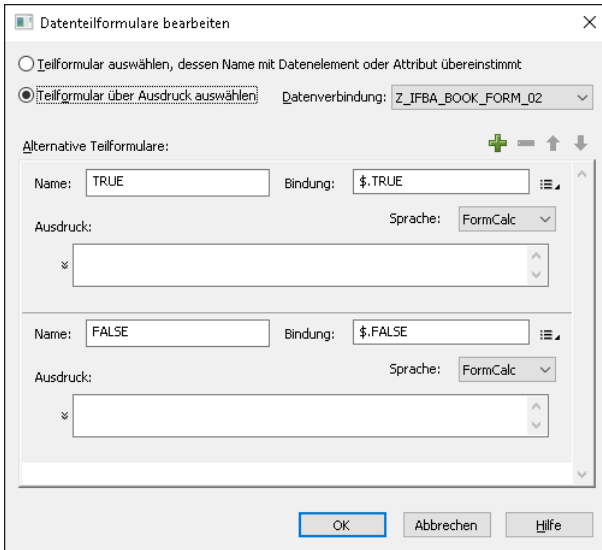 Datenteilformulare bearbeiten
Teilformular auswählen, dessen Name mit Datenelement oder Attribut übereinstimmt
Teilformular über Ausdruck auswählen Datenverbindung: Z_IFBA_BOOK_FORM_02
Alternative Teilformulare:
Name: TRUE Bindung: $.TRUE
Sprache: FormCalc
Ausdruck:
Name: FALSE Bindung: $.FALSE
Sprache: FormCalc
Ausdruck:
OK Abbrechen Hilfe